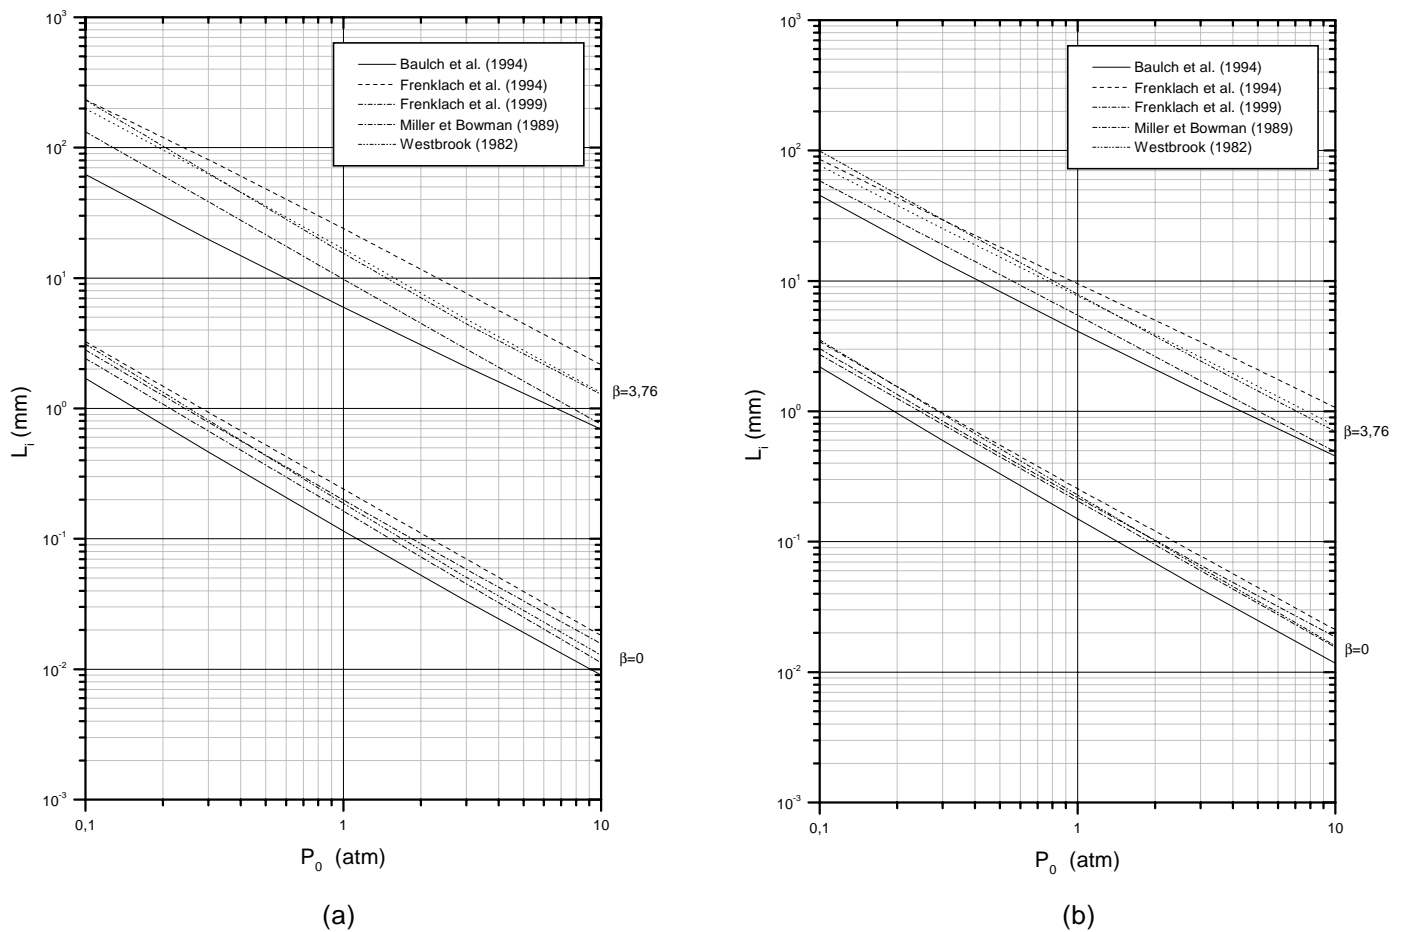 10³
10²
10¹
10⁰
10⁻¹
10⁻²
10⁻³
L_i (mm)
Baulch et al. (1994)
Frenklach et al. (1994)
Frenklach et al. (1999)
Miller et Bowman (1989)
Westbrook (1982)
β=3,76
β=0
0,1 1 10
P₀ (atm)
(a)
10³
10²
10¹
10⁰
10⁻¹
10⁻²
10⁻³
L_i (mm)
Baulch et al. (1994)
Frenklach et al. (1994)
Frenklach et al. (1999)
Miller et Bowman (1989)
Westbrook (1982)
β=3,76
β=0
0,1 1 10
P₀ (atm)
(b)